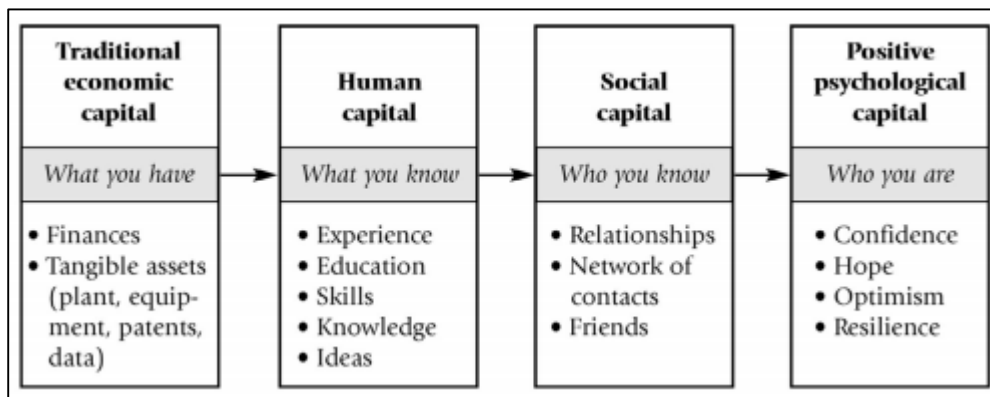 Traditional
economic
capital
What you have
• Finances
• Tangible assets
(plant, equip-
ment, patents,
data)
Human
capital
What you know
• Experience
• Education
• Skills
• Knowledge
• Ideas
Social
capital
Who you know
• Relationships
• Network of
contacts
• Friends
Positive
psychological
capital
Who you are
• Confidence
• Hope
• Optimism
• Resilience